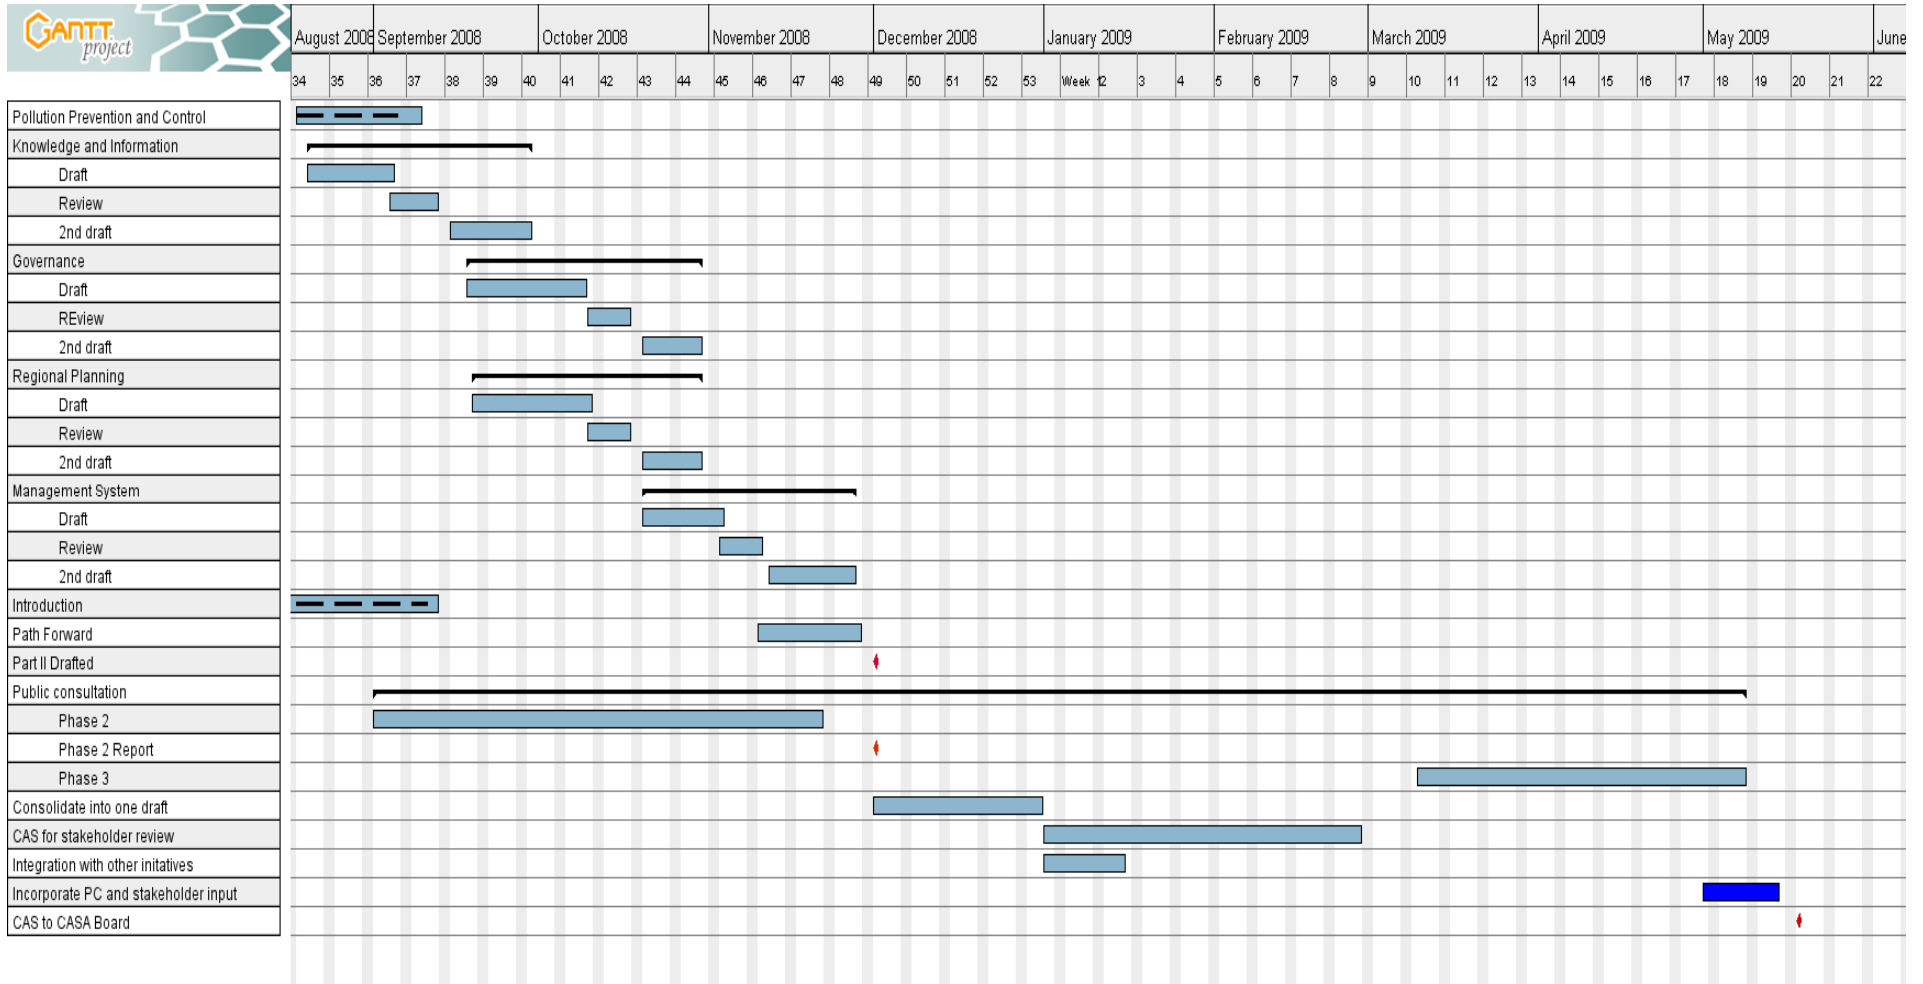 GANTT
project
August 2008 September 2008 October 2008 November 2008 December 2008 January 2009 February 2009 March 2009 April 2009 May 2009 June
34 35 36 37 38 39 40 41 42 43 44 45 46 47 48 49 50 51 52 53 Week 1 2 3 4 5 6 7 8 9 10 11 12 13 14 15 16 17 18 19 20 21 22
Pollution Prevention and Control
Knowledge and Information
Draft
Review
2nd draft
Governance
Draft
REview
2nd draft
Regional Planning
Draft
Review
2nd draft
Management System
Draft
Review
2nd draft
Introduction
Path Forward
Part II Drafted
Public consultation
Phase 2
Phase 2 Report
Phase 3
Consolidate into one draft
CAS for stakeholder review
Integration with other initatives
Incorporate PC and stakeholder input
CAS to CASA Board